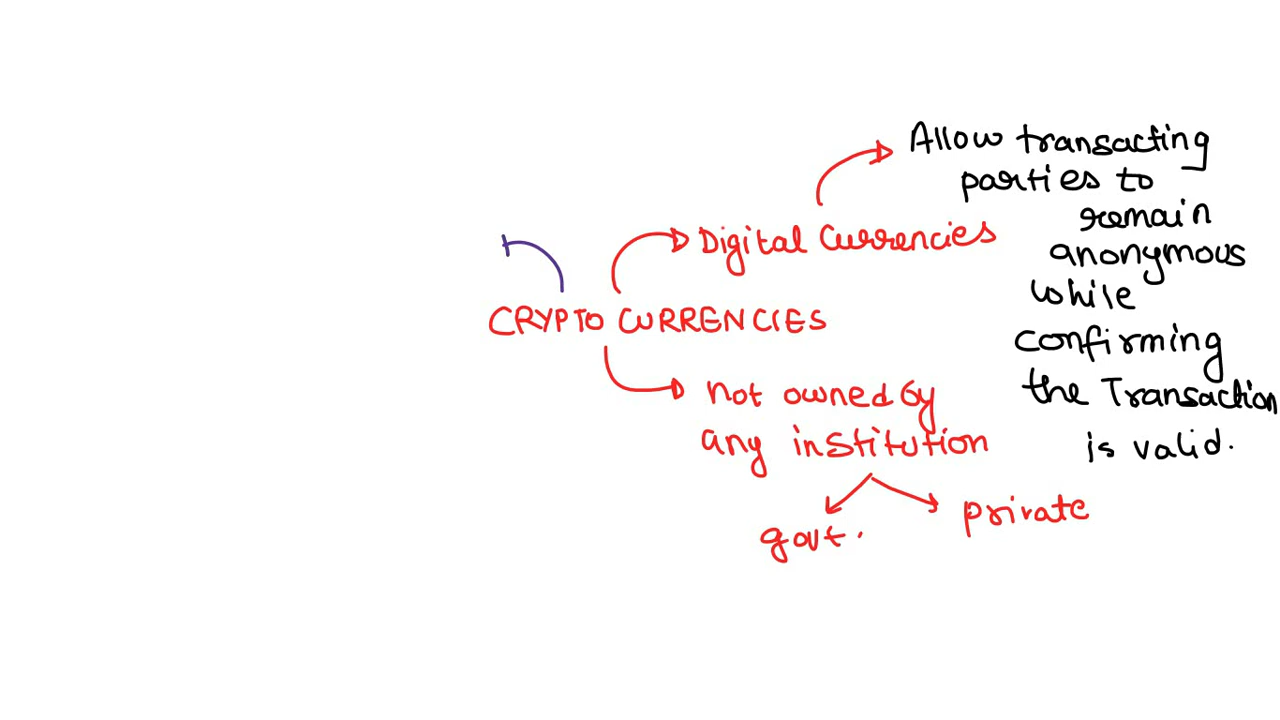 Allow transacting
parties to
remain
anonymous
while
confirming
the Transaction
is valid.
Digital Currencies
CRYPTO CURRENCIES
not owned by
any institution
govt.
private